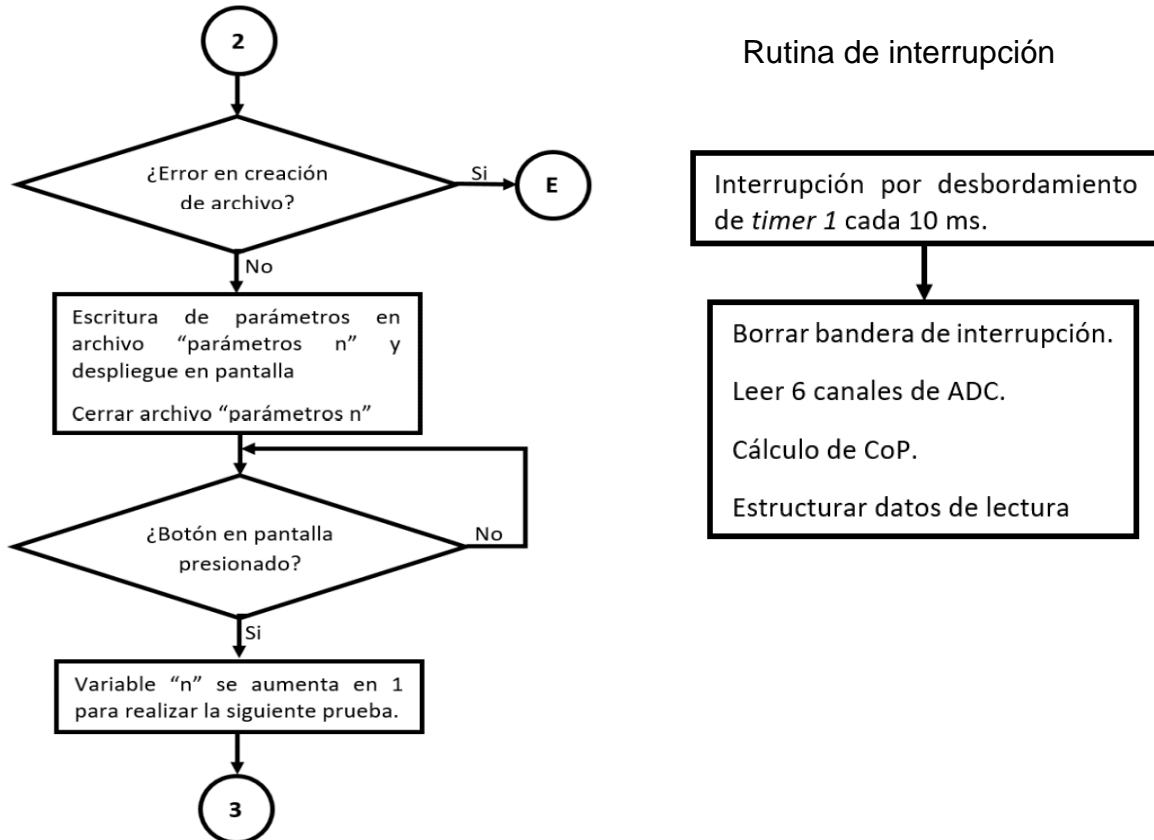 2
¿Error en creación
de archivo?
Si
E
No
Escritura de parámetros en
archivo “parámetros n” y
despliegue en pantalla
Cerrar archivo “parámetros n”
¿Botón en pantalla
presionado?
No
Si
Variable “n” se aumenta en 1
para realizar la siguiente prueba.
3
Rutina de interrupción
Interrupción por desbordamiento
de timer 1 cada 10 ms.
Borrar bandera de interrupción.
Leer 6 canales de ADC.
Cálculo de CoP.
Estructurar datos de lectura